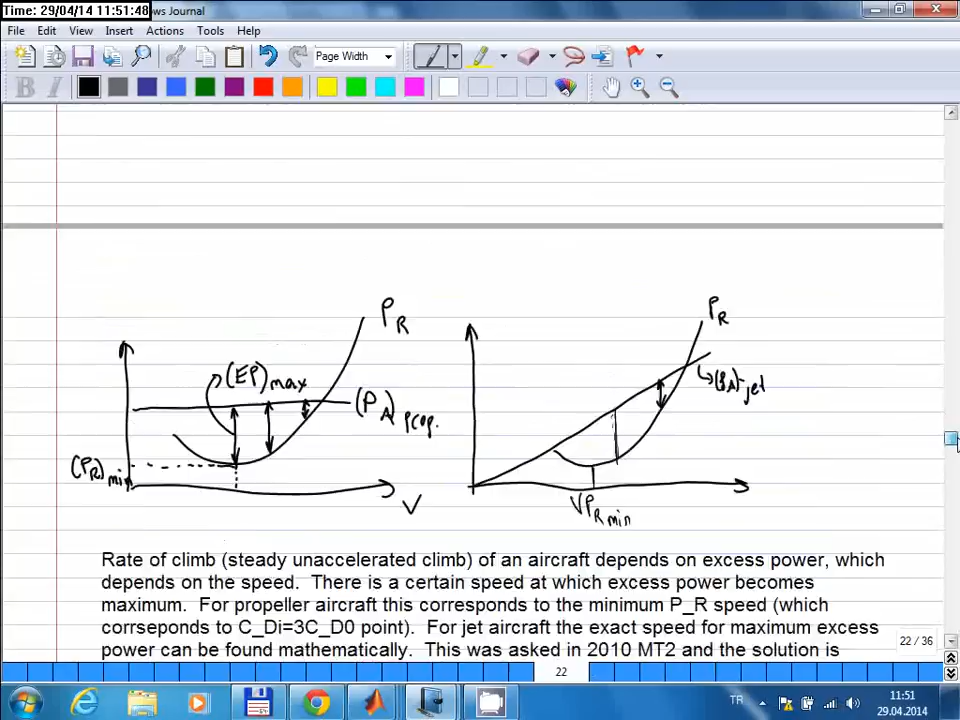 Time: 29/04/14 11:51:48
ws Journal
File Edit View Insert Actions Tools Help
Page Width
B I
P_R
(EP)max
(P_A)prop.
(P_R)min
V
P_R
(P_A)jet
VP_Rmin
Rate of climb (steady unaccelerated climb) of an aircraft depends on excess power, which
depends on the speed. There is a certain speed at which excess power becomes
maximum. For propeller aircraft this corresponds to the minimum P_R speed (which
corrseponds to C_Di=3C_D0 point). For jet aircraft the exact speed for maximum excess
power can be found mathematically. This was asked in 2010 MT2 and the solution is
22 / 36
22
TR
11:51
29.04.2014